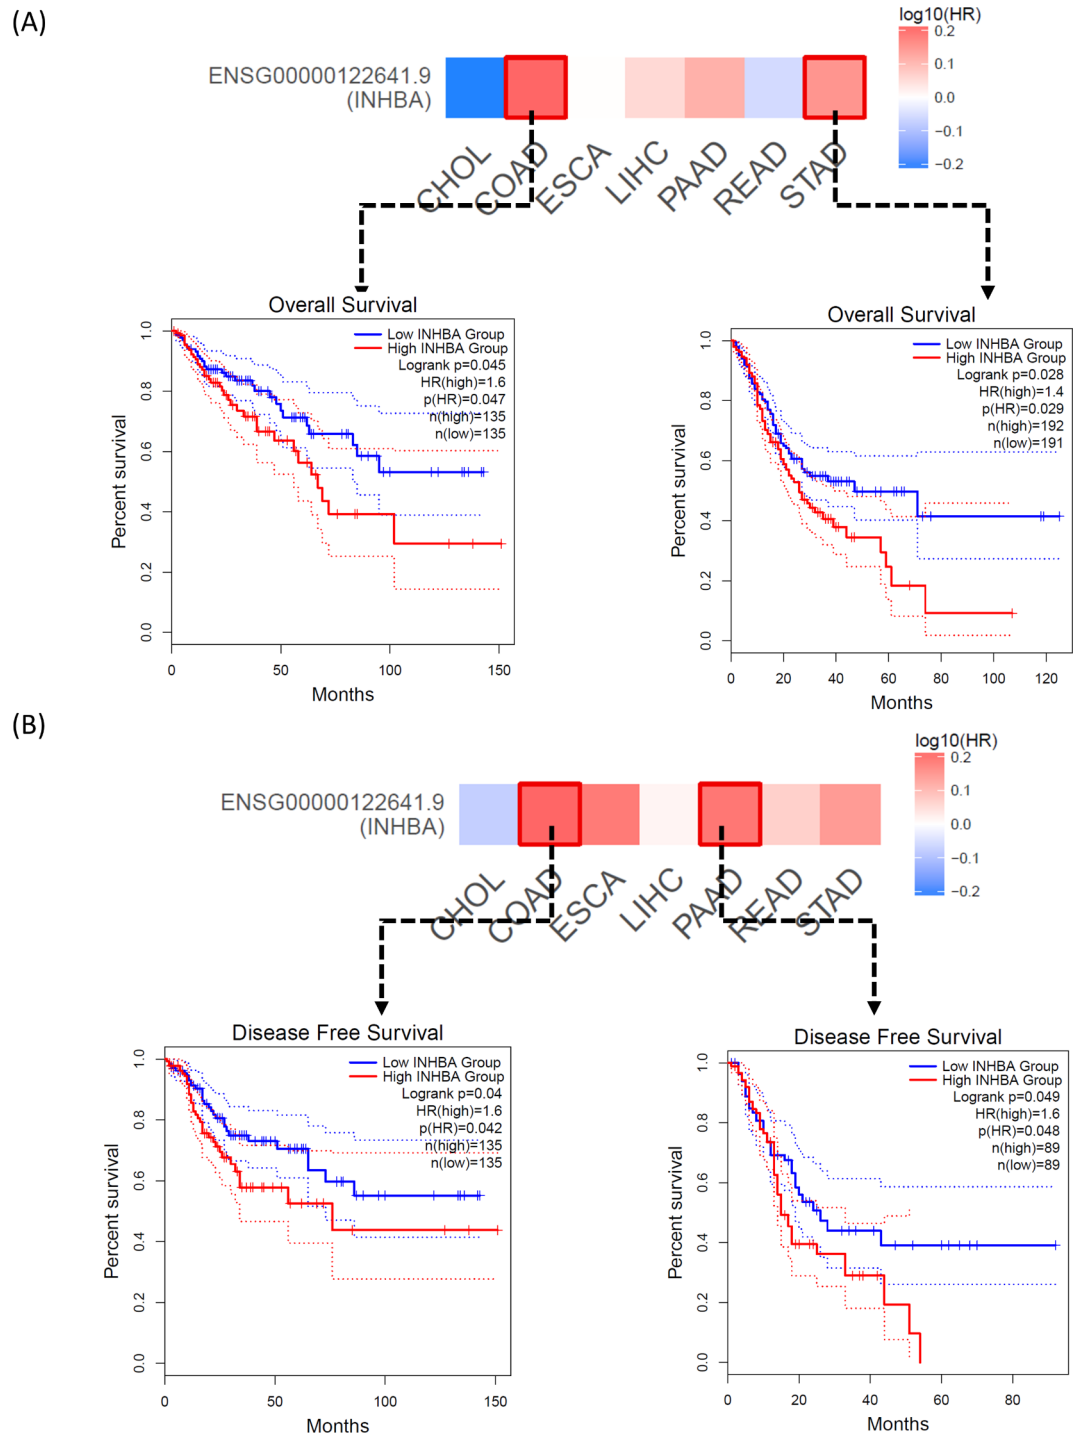 (A)
log10(HR)
ENSG00000122641.9
(INHBA)
0.2
0.1
0.0
−0.1
−0.2
CHOL
COAD
ESCA
LIHC
PAAD
READ
STAD
Overall Survival
Low INHBA Group
High INHBA Group
Logrank p=0.045
HR(high)=1.6
p(HR)=0.047
n(high)=135
n(low)=135
Percent survival
1.0
0.8
0.6
0.4
0.2
0.0
0
50
100
150
Months
Overall Survival
Low INHBA Group
High INHBA Group
Logrank p=0.028
HR(high)=1.4
p(HR)=0.029
n(high)=192
n(low)=191
Percent survival
1.0
0.8
0.6
0.4
0.2
0.0
0
20
40
60
80
100
120
Months
(B)
log10(HR)
ENSG00000122641.9
(INHBA)
0.2
0.1
0.0
−0.1
−0.2
CHOL
COAD
ESCA
LIHC
PAAD
READ
STAD
Disease Free Survival
Low INHBA Group
High INHBA Group
Logrank p=0.04
HR(high)=1.6
p(HR)=0.042
n(high)=135
n(low)=135
Percent survival
1.0
0.8
0.6
0.4
0.2
0.0
0
50
100
150
Months
Disease Free Survival
Low INHBA Group
High INHBA Group
Logrank p=0.049
HR(high)=1.6
p(HR)=0.048
n(high)=89
n(low)=89
Percent survival
1.0
0.8
0.6
0.4
0.2
0.0
0
20
40
60
80
Months